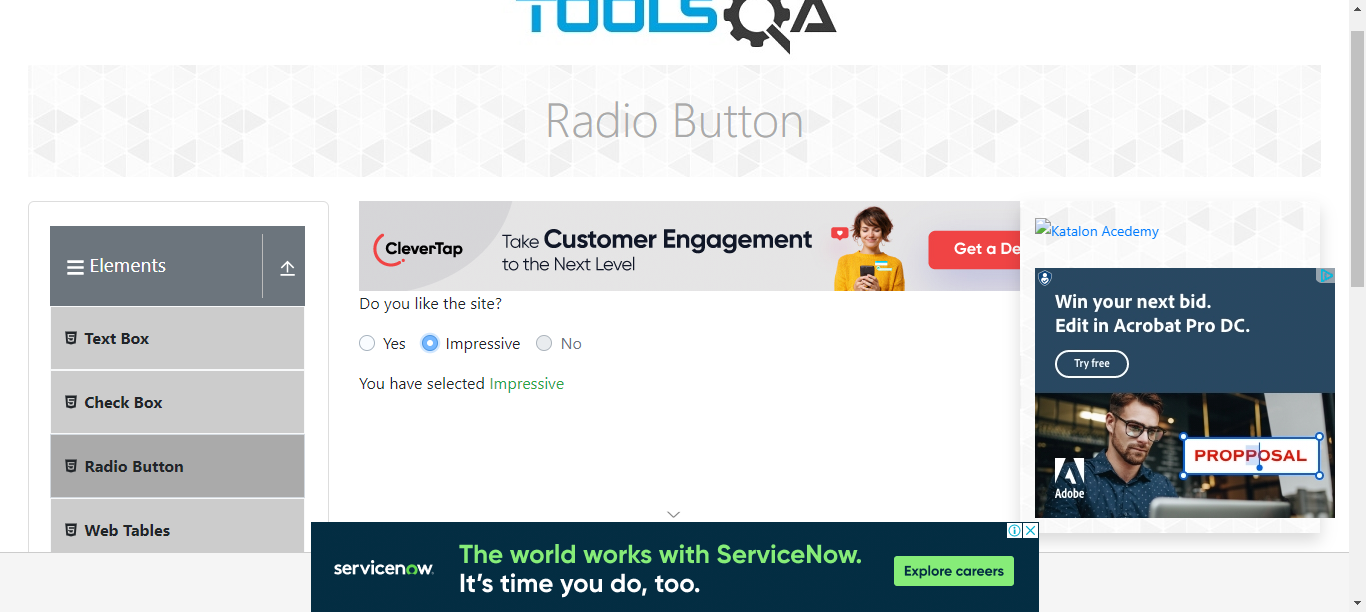 TOOLSQA
Radio Button
Elements
Text Box
Check Box
Radio Button
Web Tables
CleverTap
Take Customer Engagement
to the Next Level
Get a De
Do you like the site?
Yes
Impressive
No
You have selected Impressive
Katalon Acedemy
Win your next bid.
Edit in Acrobat Pro DC.
Try free
PROPPOSAL
Adobe
servicenow.
The world works with ServiceNow.
It's time you do, too.
Explore careers